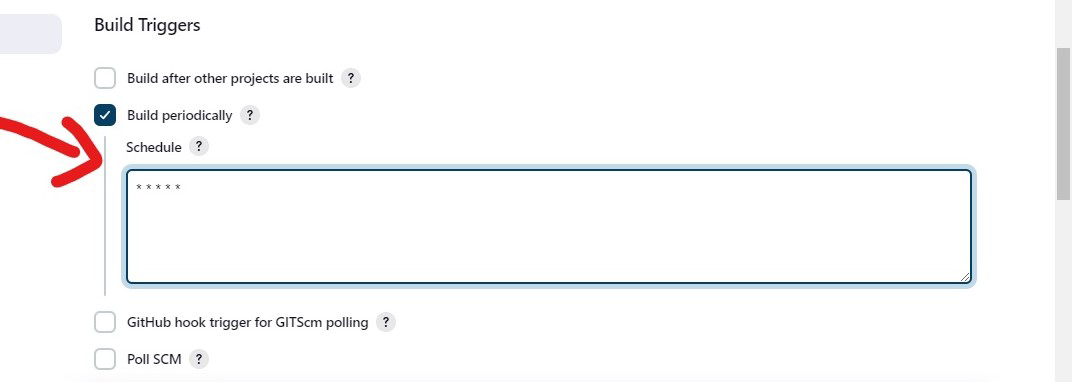 Build Triggers
Build after other projects are built ?
Build periodically ?
Schedule ?
* * * * *
GitHub hook trigger for GITScm polling ?
Poll SCM ?